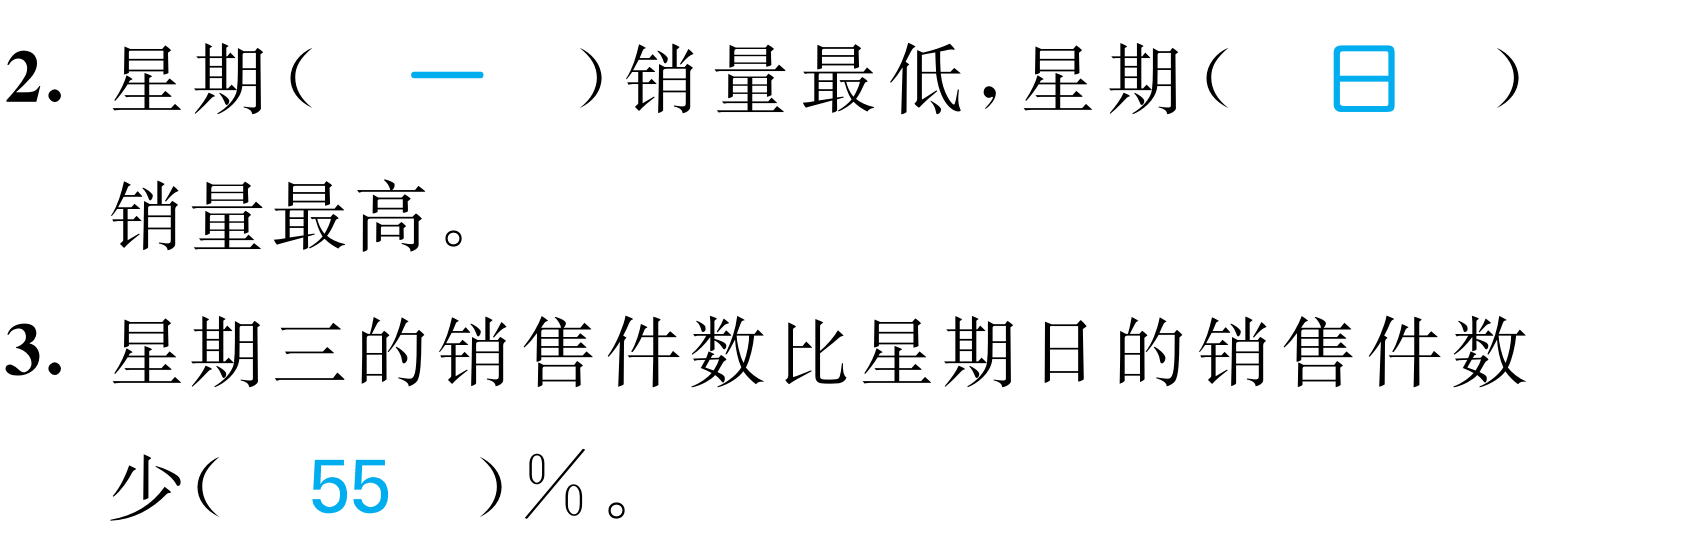 2. 星期( 一 )销量最低,星期( 日 )
销量最高。
3. 星期三的销售件数比星期日的销售件数
少( 55 )%。